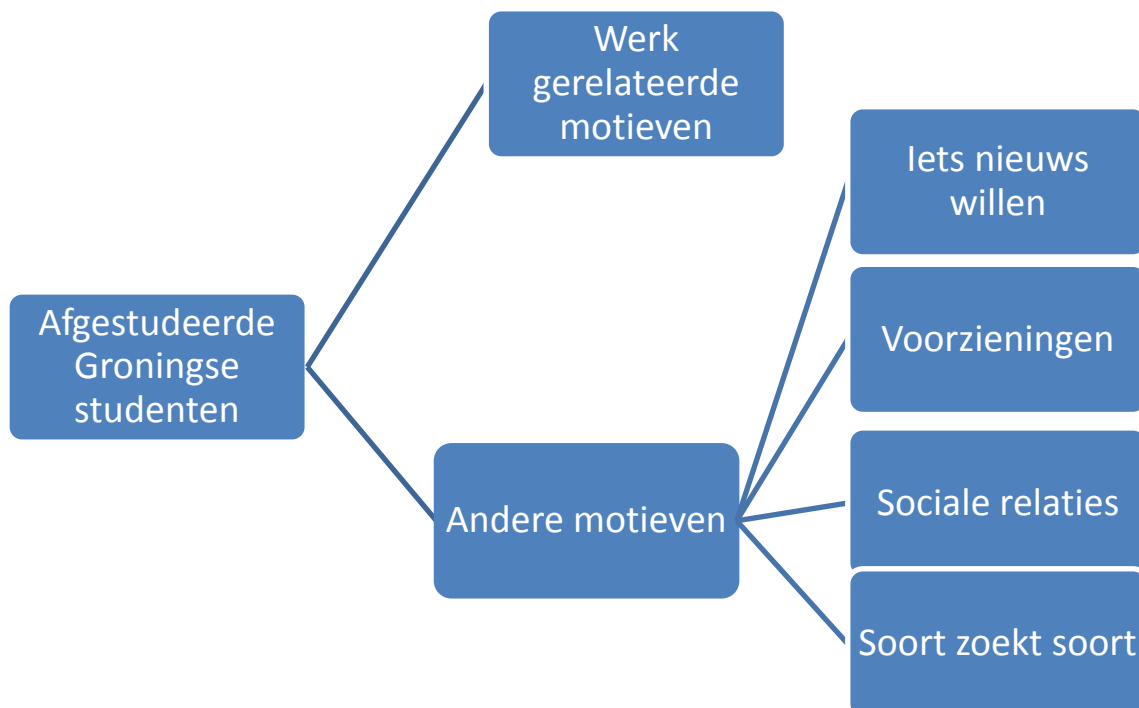 Werk
gerelateerde
motieven
Iets nieuws
willen
Afgestudeerde
Groningse
studenten
Voorzieningen
Andere motieven
Sociale relaties
Soort zoekt soort